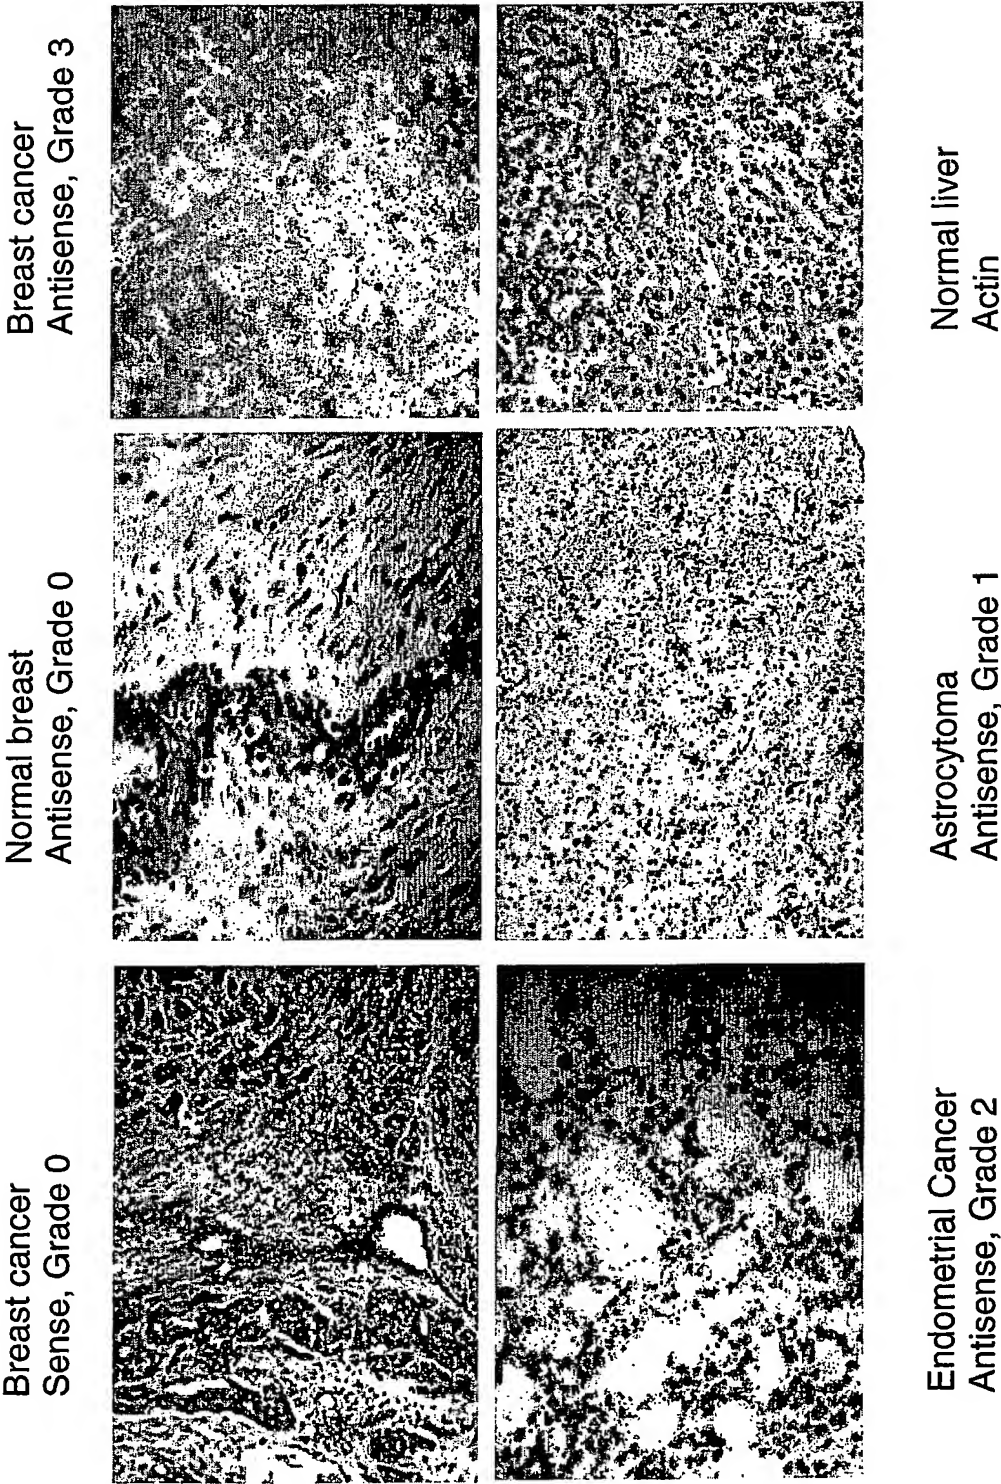 Breast cancer
Sense, Grade 0
Normal breast
Antisense, Grade 0
Breast cancer
Antisense, Grade 3
Endometrial Cancer
Antisense, Grade 2
Astrocytoma
Antisense, Grade 1
Normal liver
Actin